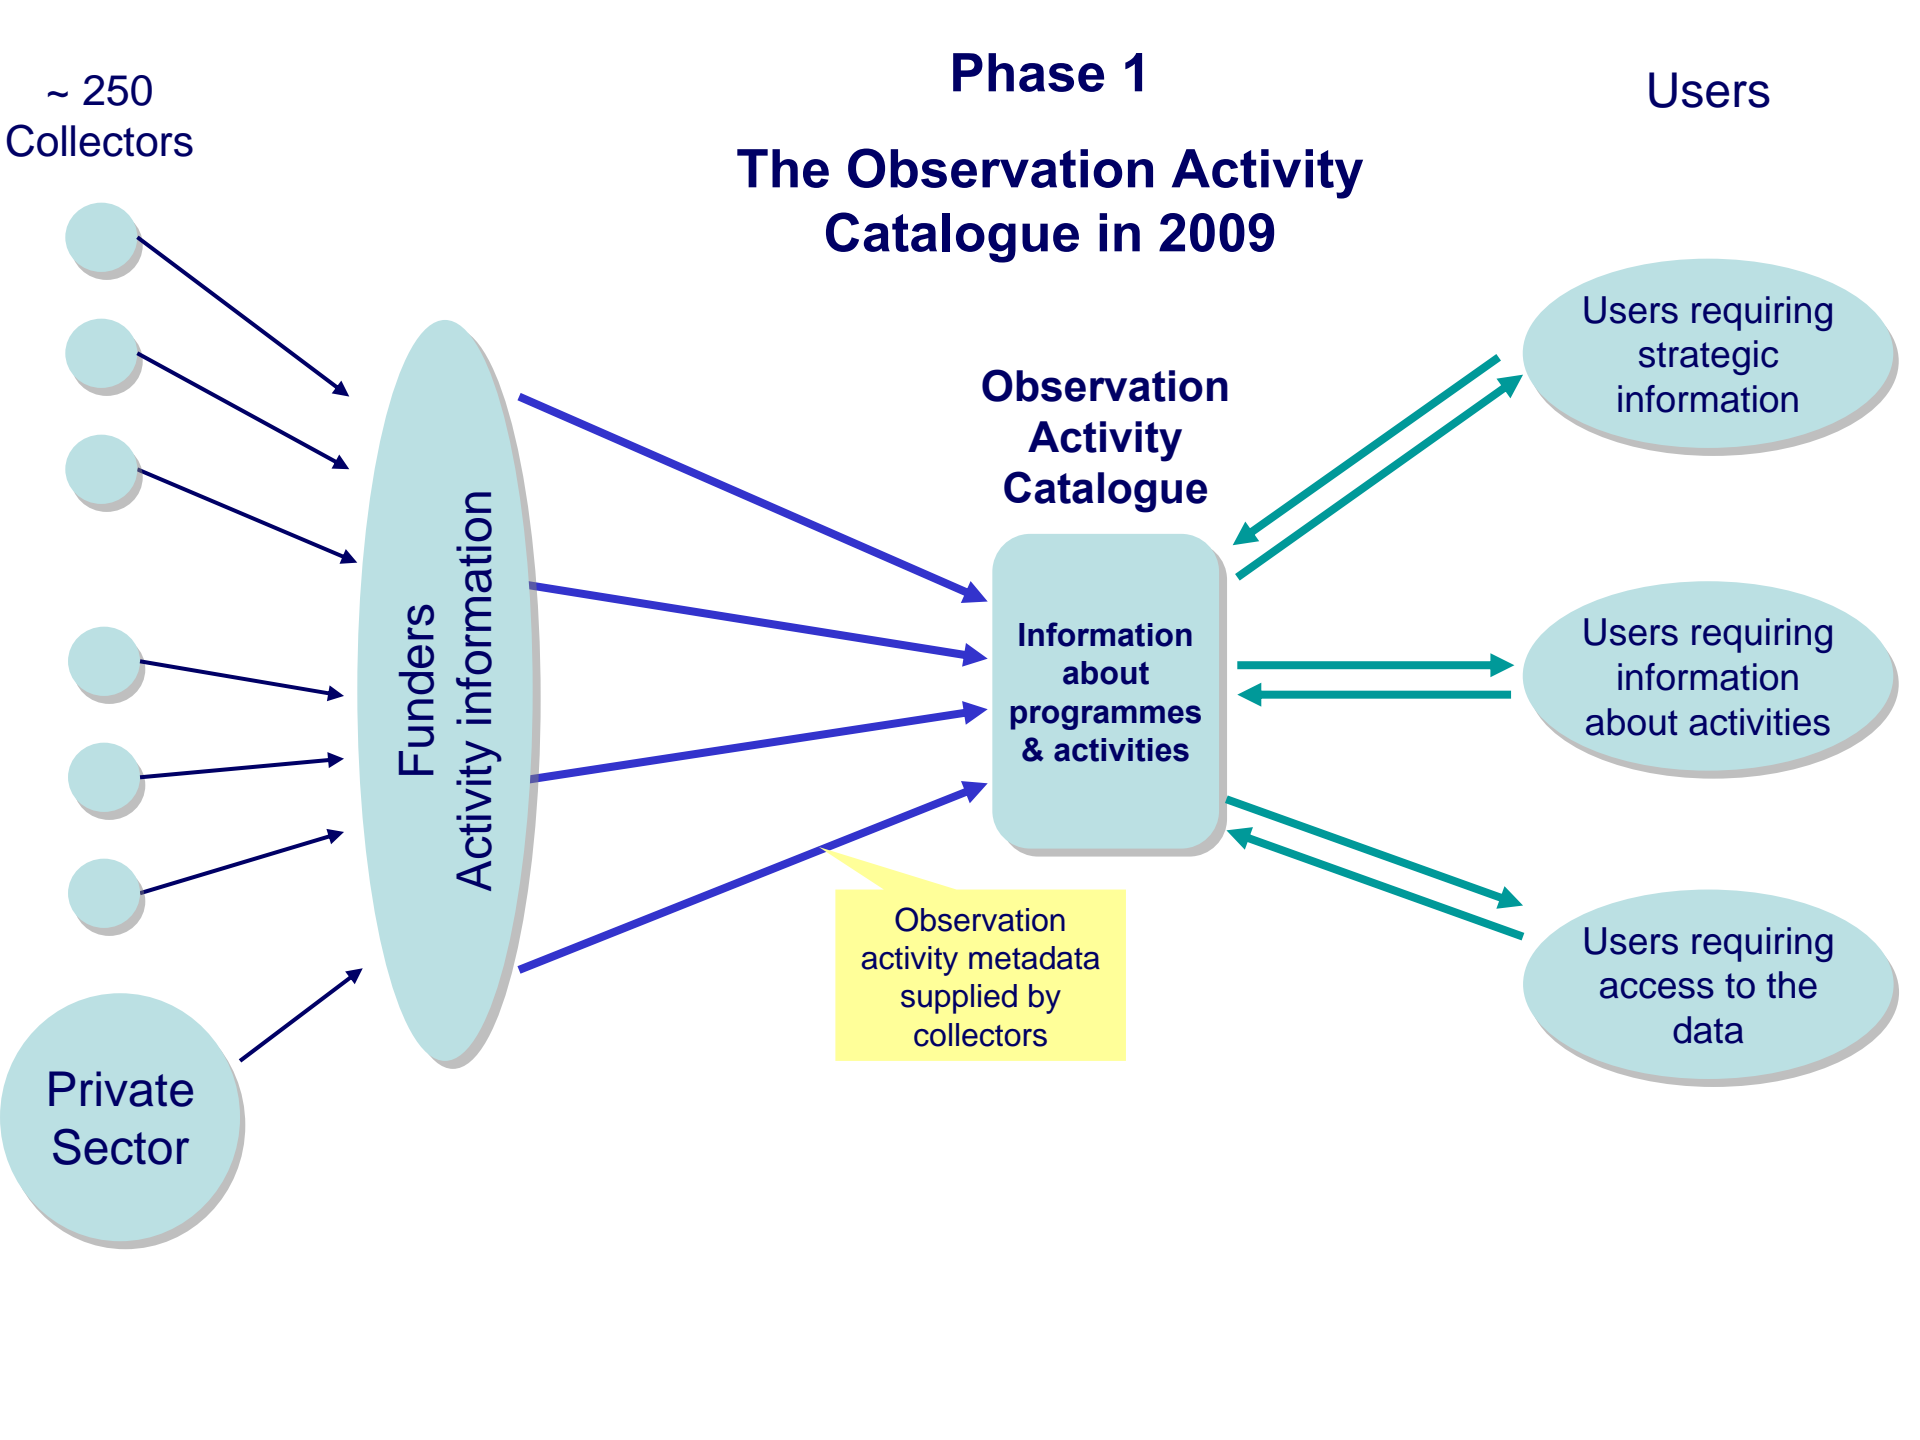 ~ 250
Collectors
Phase 1
The Observation Activity
Catalogue in 2009
Users
Funders
Activity information
Observation
Activity
Catalogue
Information
about
programmes
& activities
Users requiring
strategic
information
Users requiring
information
about activities
Users requiring
access to the
data
Observation
activity metadata
supplied by
collectors
Private
Sector